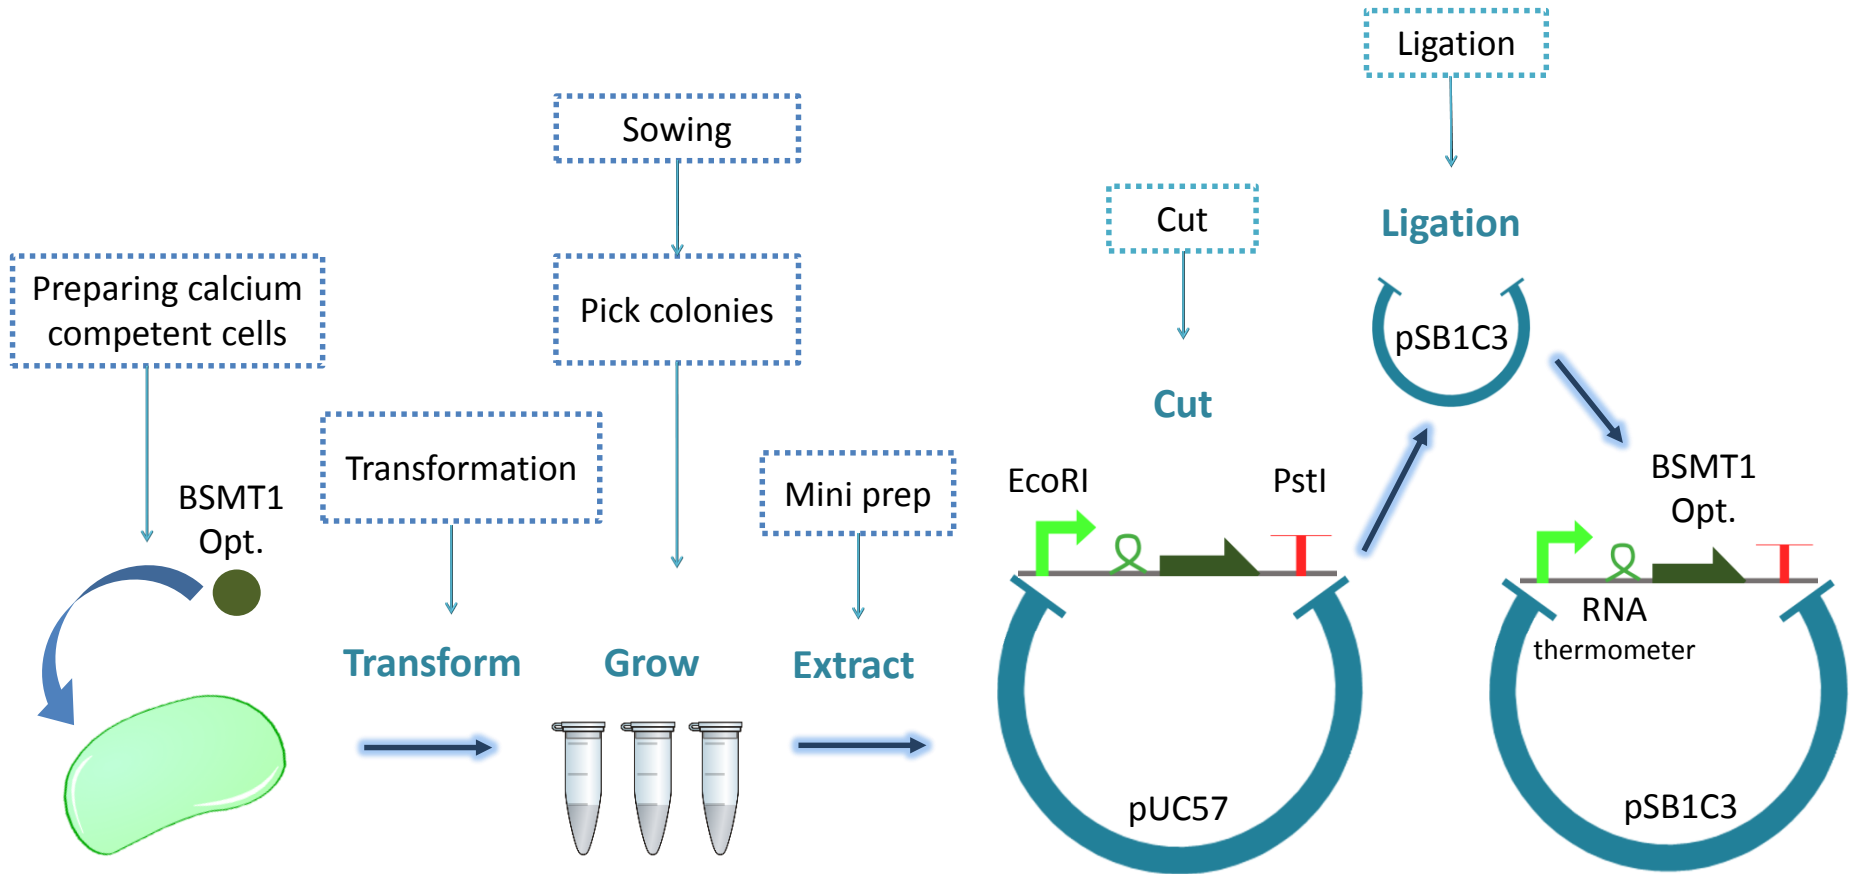 Preparing calcium
competent cells
BSMT1
Opt.
Transformation
Transform
Sowing
Pick colonies
Grow
Mini prep
Extract
Cut
Cut
EcoRI
PstI
pUC57
Ligation
Ligation
pSB1C3
BSMT1
Opt.
RNA
thermometer
pSB1C3